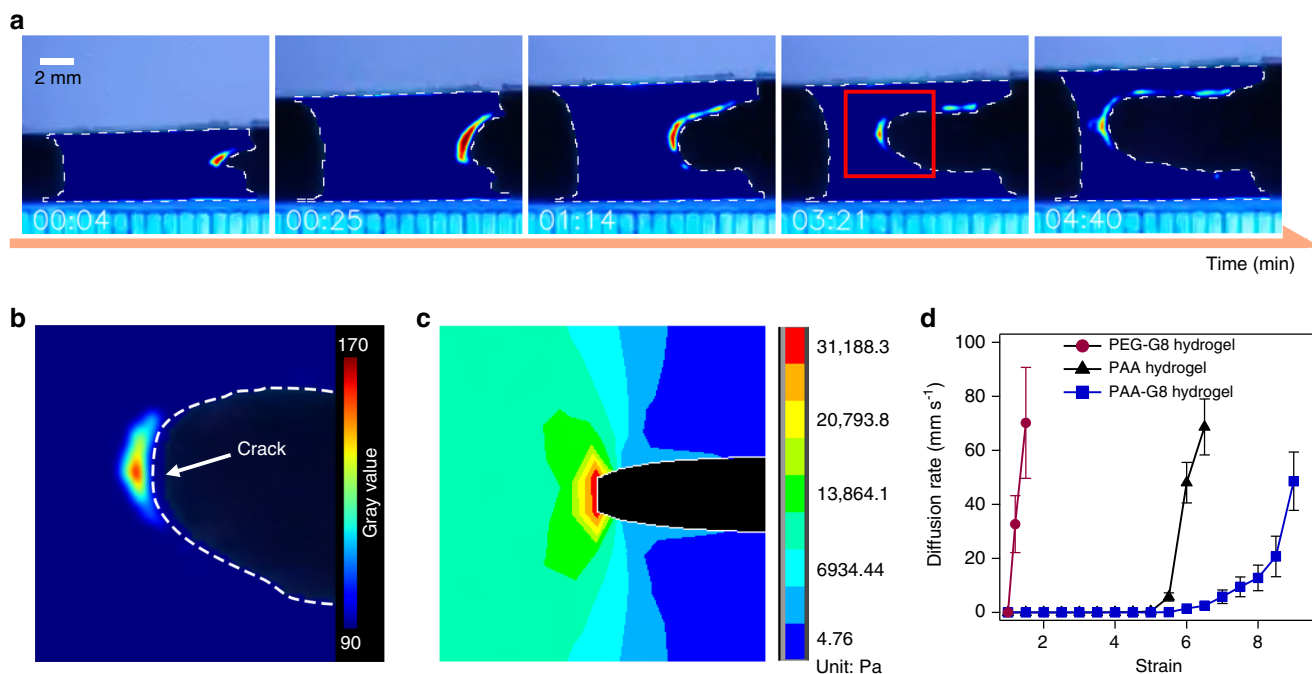 a
2 mm
00:04
00:25
01:14
03:21
04:40
Time (min)
b
Crack
170
Gray value
90
c
31,188.3
20,793.8
13,864.1
6934.44
4.76
Unit: Pa
d
PEG-G8 hydrogel
PAA hydrogel
PAA-G8 hydrogel
Diffusion rate (mm s⁻¹)
100
80
60
40
20
0
2
4
6
8
Strain